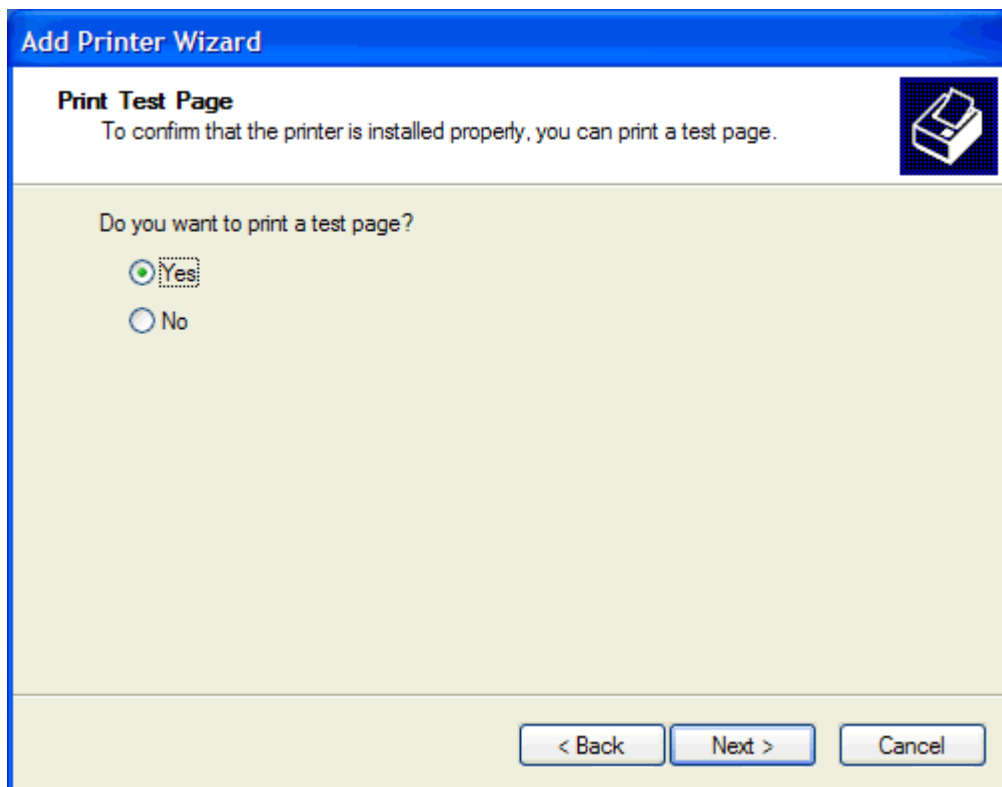 Add Printer Wizard
Print Test Page
To confirm that the printer is installed properly, you can print a test page.
Do you want to print a test page?
Yes
No
< Back Next > Cancel